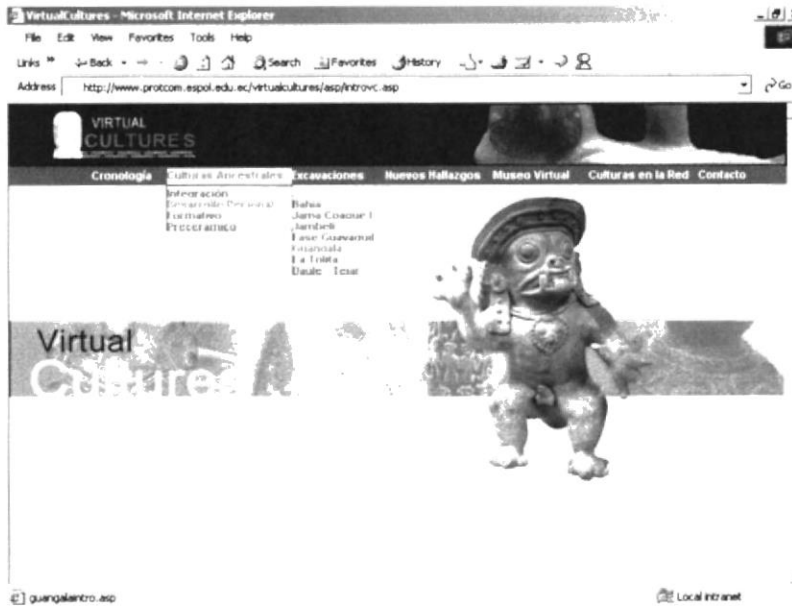 VirtualCultures - Microsoft Internet Explorer
File Edit View Favorites Tools Help
Links » Back Search Favorites History
Address http://www.protcom.espol.edu.ec/virtualcultures/asp/introvc.asp Go
VIRTUAL
CULTURES
Cronología Culturas Ancestrales Excavaciones Nuevos Hallazgos Museo Virtual Culturas en la Red Contacto
Integración
Desarrollo Regional Bahia
Formativo Jama Coaque I
Preceramico Jambeli
Fase Guayaquil
Guangala
La Tolita
Daule - Tejar
Virtual
Cultures
guangalaintro.asp Local intranet